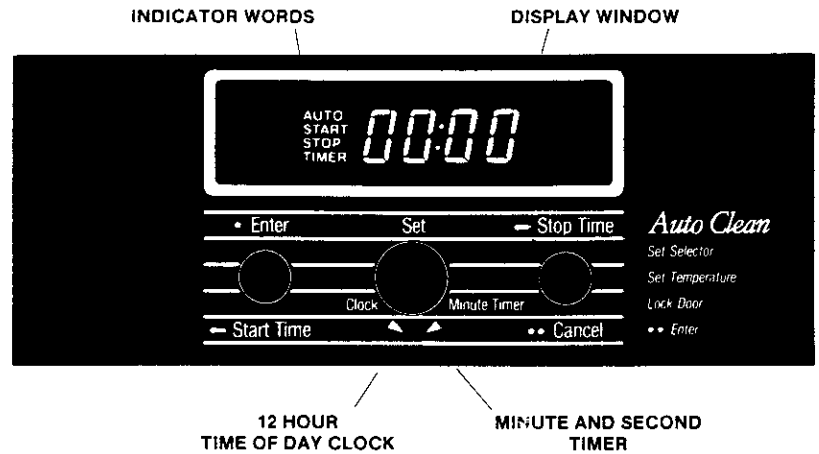 INDICATOR WORDS
DISPLAY WINDOW
AUTO
START
STOP
TIMER
00:00
• Enter
Set
– Stop Time
Auto Clean
Set Selector
Set Temperature
Lock Door
•• Enter
Clock
Minute Timer
– Start Time
•• Cancel
12 HOUR
TIME OF DAY CLOCK
MINUTE AND SECOND
TIMER